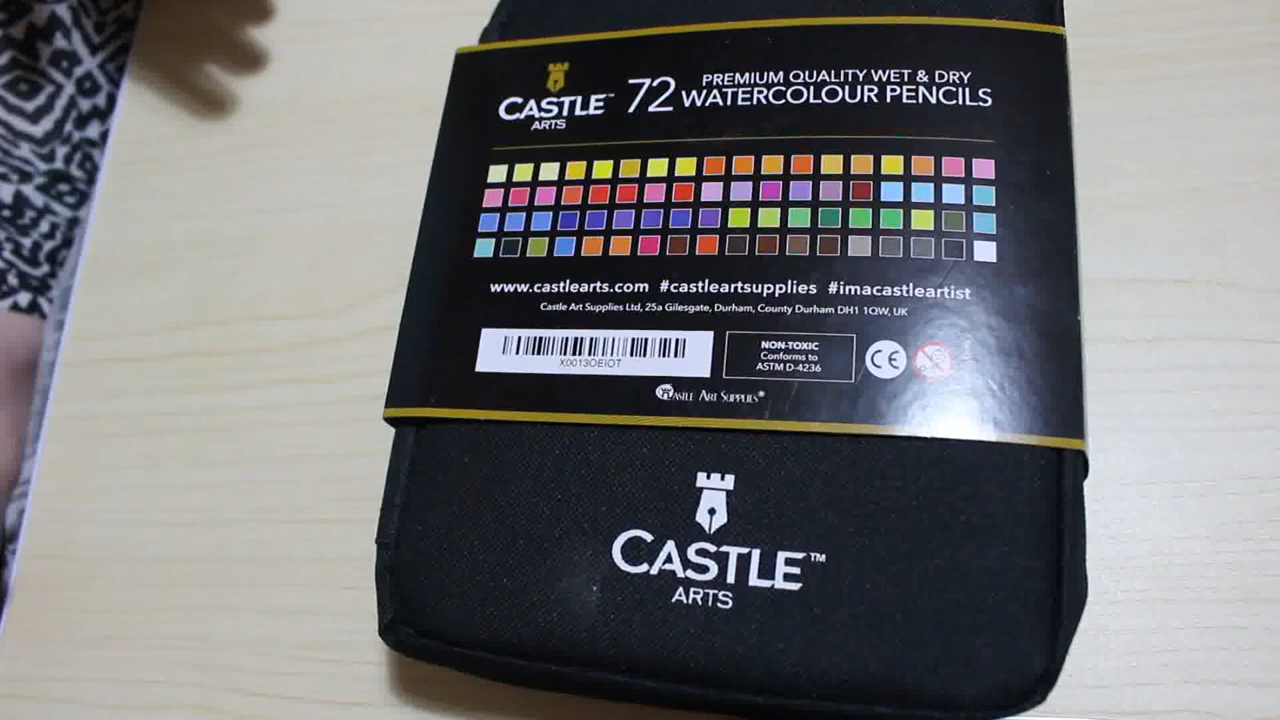 CASTLE™
ARTS
72
PREMIUM QUALITY WET & DRY
WATERCOLOUR PENCILS
www.castlearts.com #castleartsupplies #imacastleartist
Castle Art Supplies Ltd, 25a Gilesgate, Durham, County Durham DH1 1QW, UK
X0013OEIOT
NON-TOXIC
Conforms to
ASTM D-4236
CE
CASTLE ART SUPPLIES®
CASTLE™
ARTS